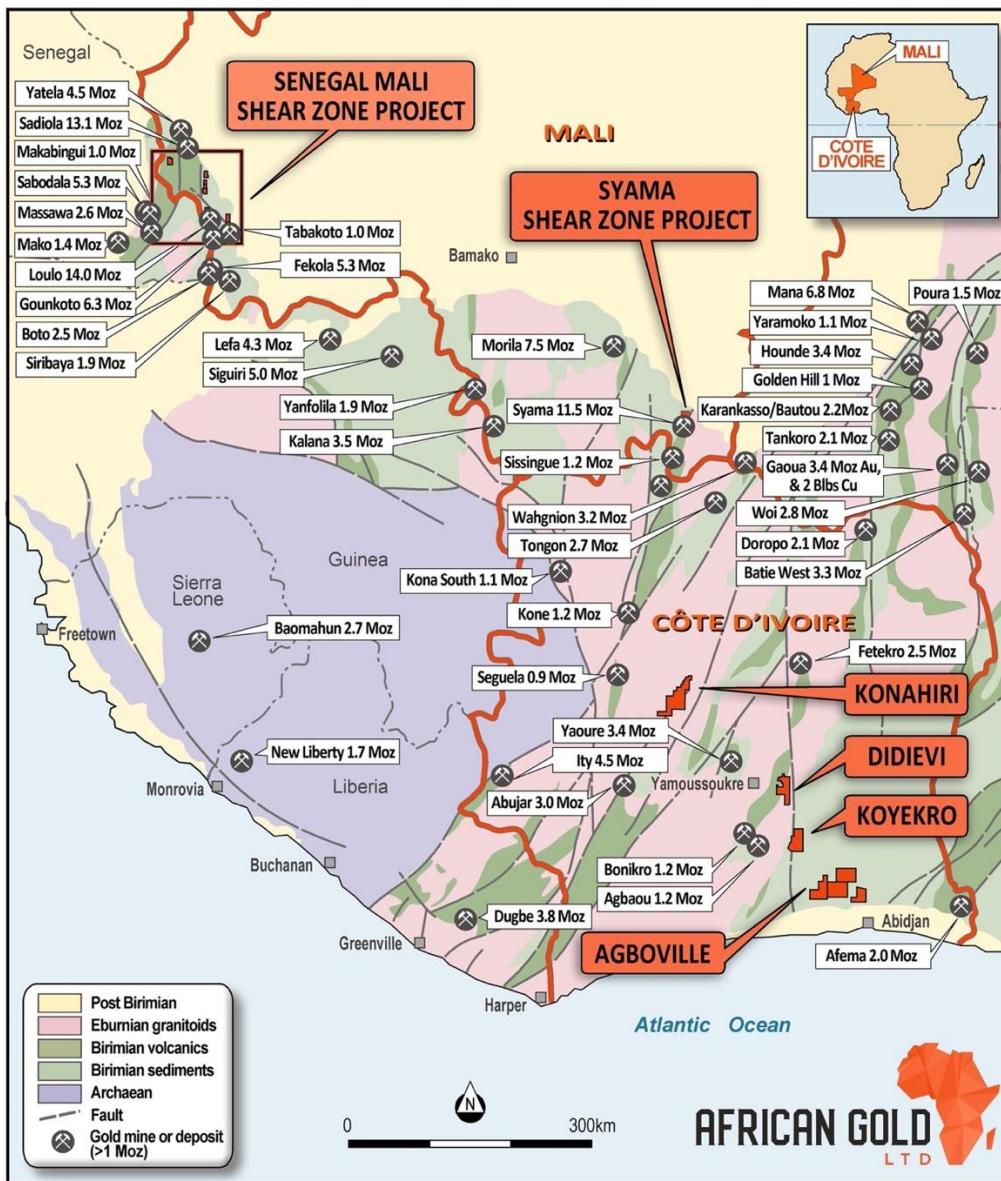 Senegal
Yatela 4.5 Moz
Sadiola 13.1 Moz
Makabingui 1.0 Moz
Sabodala 5.3 Moz
Massawa 2.6 Moz
Mako 1.4 Moz
Loulo 14.0 Moz
Gounkoto 6.3 Moz
Boto 2.5 Moz
Siribaya 1.9 Moz
SENEGAL MALI
SHEAR ZONE PROJECT
MALI
SYAMA
SHEAR ZONE PROJECT
MALI
COTE
D'IVOIRE
Tabakoto 1.0 Moz
Fekola 5.3 Moz
Bamako
Lefa 4.3 Moz
Siguiri 5.0 Moz
Morila 7.5 Moz
Yanfolila 1.9 Moz
Kalana 3.5 Moz
Syama 11.5 Moz
Sissingue 1.2 Moz
Mana 6.8 Moz
Poura 1.5 Moz
Yaramoko 1.1 Moz
Hounde 3.4 Moz
Golden Hill 1 Moz
Karankasso/Bautou 2.2Moz
Tankoro 2.1 Moz
Gaoua 3.4 Moz Au,
& 2 Blbs Cu
Wahgnion 3.2 Moz
Woi 2.8 Moz
Tongon 2.7 Moz
Doropo 2.1 Moz
Batie West 3.3 Moz
Guinea
Sierra
Leone
Kona South 1.1 Moz
Kone 1.2 Moz
CÔTE D'IVOIRE
Freetown
Baomahun 2.7 Moz
Fetekro 2.5 Moz
Seguela 0.9 Moz
KONAHIRI
New Liberty 1.7 Moz
Yaoure 3.4 Moz
Ity 4.5 Moz
Abujar 3.0 Moz
Monrovia
Liberia
Yamoussoukre
DIDIEVI
KOYEKRO
Buchanan
Bonikro 1.2 Moz
Agbaou 1.2 Moz
Dugbe 3.8 Moz
Greenville
AGBOVILLE
Abidjan
Afema 2.0 Moz
Harper
Atlantic Ocean
Post Birimian
Eburnian granitoids
Birimian volcanics
Birimian sediments
Archaean
Fault
Gold mine or deposit
(>1 Moz)
N
0 300km
AFRICAN GOLD
LTD